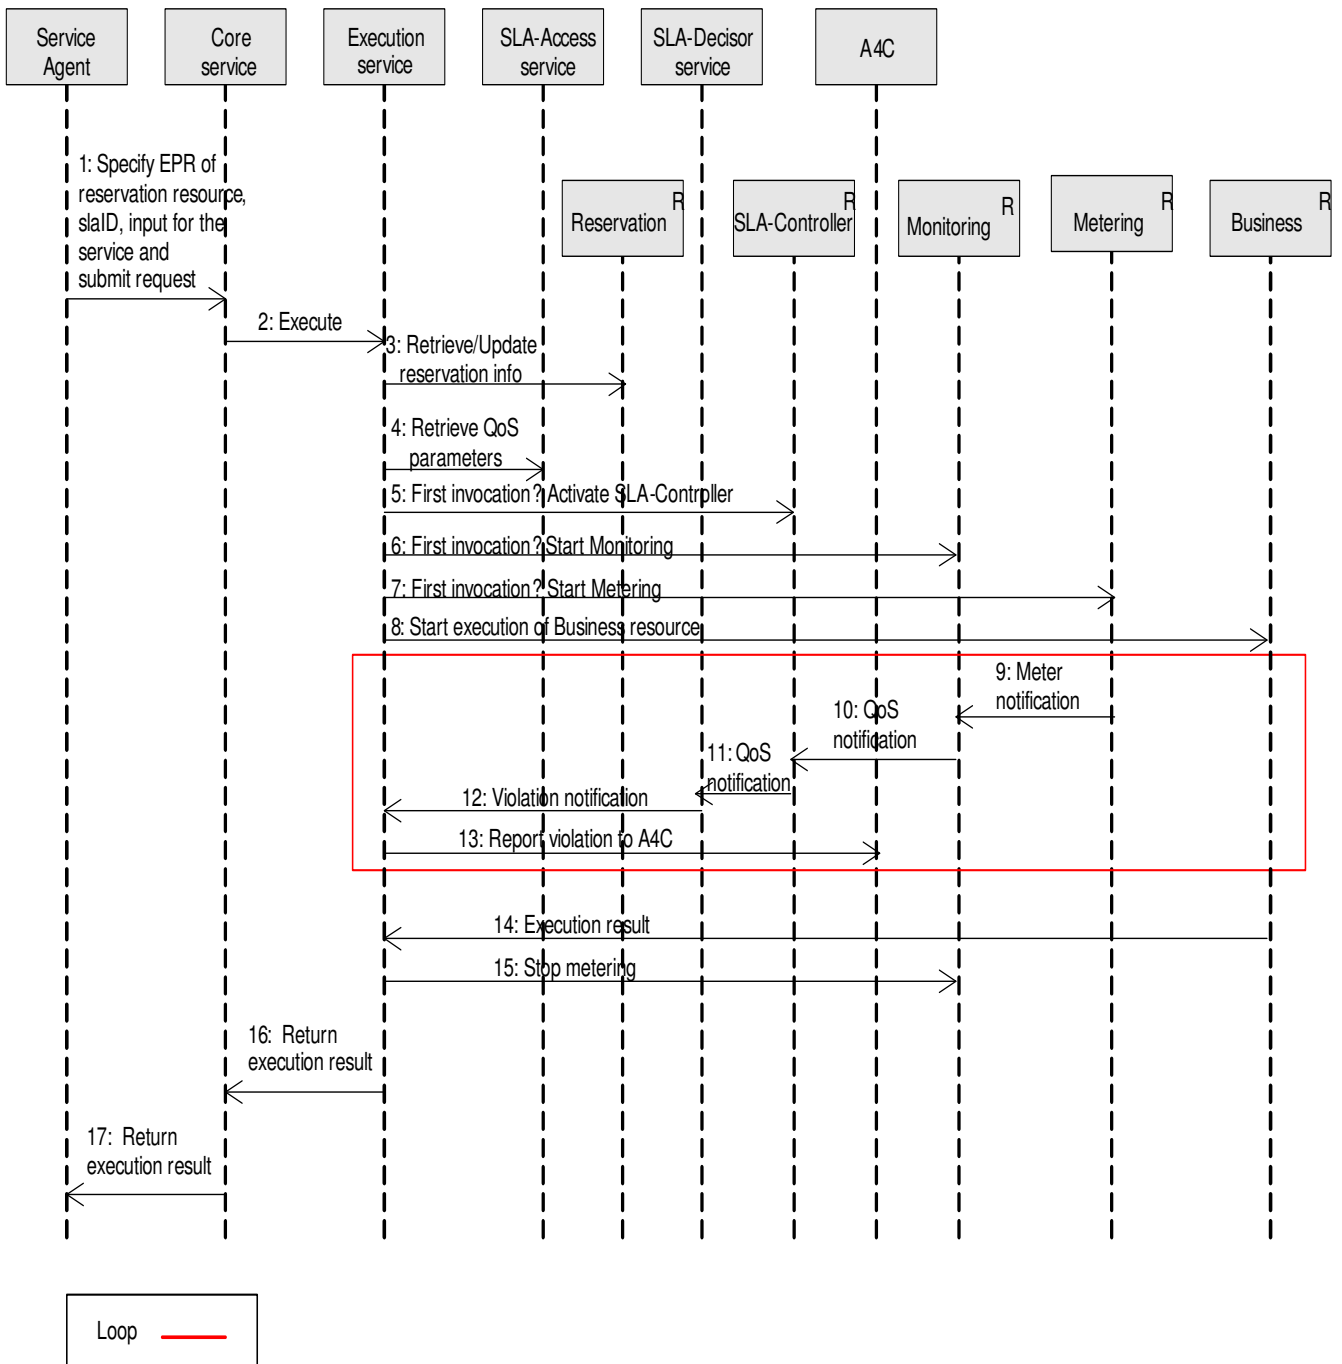 Service
Agent
Core
service
Execution
service
SLA-Access
service
SLA-Decisor
service
A4C
1: Specify EPR of
reservation resource,
slaID, input for the
service and
submit request
R
Reservation
R
SLA-Controller
R
Monitoring
R
Metering
R
Business
2: Execute
3: Retrieve/Update
reservation info
4: Retrieve QoS
parameters
5: First invocation? Activate SLA-Controller
6: First invocation? Start Monitoring
7: First invocation? Start Metering
8: Start execution of Business resource
9: Meter
notification
10: QoS
notification
11: QoS
notification
12: Violation notification
13: Report violation to A4C
14: Execution result
15: Stop metering
16: Return
execution result
17: Return
execution result
Loop